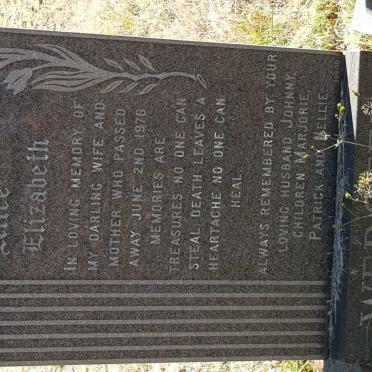 Elizabeth
IN LOVING MEMORY OF
MY DARLING WIFE AND
MOTHER WHO PASSED
AWAY JUNE 2ND 1976
MEMORIES ARE
TREASURES NO ONE CAN
STEAL DEATH LEAVES A
HEARTACHE NO ONE CAN
HEAL
ALWAYS REMEMBERED BY YOUR
LOVING HUSBAND JOHNNY,
CHILDREN MARJORIE,
PATRICK AND NELLIE.